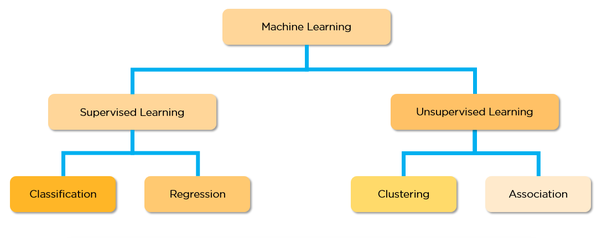 Machine Learning
Supervised Learning
Unsupervised Learning
Classification
Regression
Clustering
Association